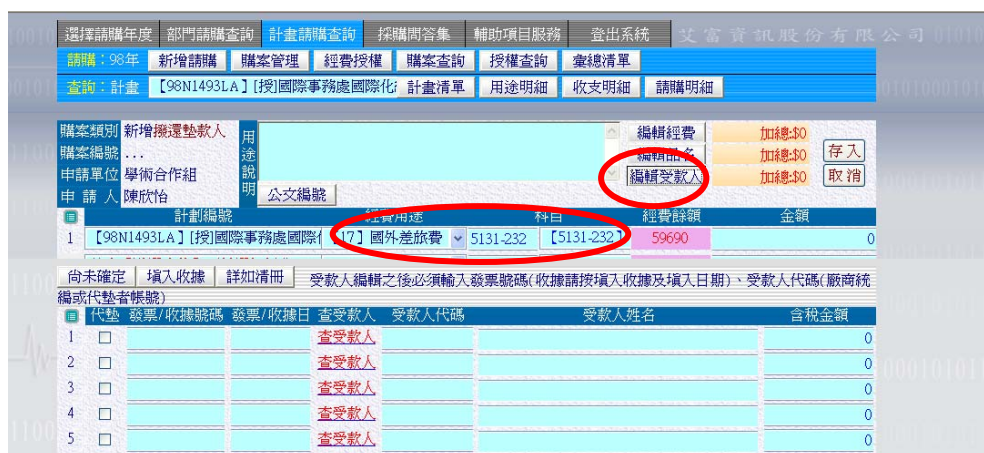 選擇請購年度 部門請購查詢 計畫請購查詢 採購問答集 輔助項目服務 登出系統 艾富資訊股份有限公司
請購：98年 新增請購 購案管理 經費授權 購案查詢 授權查詢 彙總清單
查詢：計畫 【98N1493LA】[授]國際事務處國際化 計畫清單 用途明細 收支明細 請購明細
購案類別 新增撥還墊款人 用途說明 編輯經費 加總:$0
購案編號 ... 編輯品名 加總:$0 存入
申請單位 學術合作組 編輯受款人 加總:$0 取消
申請人 陳欣怡 公文編號
計劃編號 經費用途 科目 經費餘額 金額
1 【98N1493LA】[授]國際事務處國際 【17】國外差旅費 5131-232 【5131-232】 59690 0
尚未確定 填入收據 詳如清冊 受款人編輯之後必須輸入發票號碼(收據請按填入收據及填入日期)、受款人代碼(廠商統
編或代墊者帳號)
代墊 發票/收據號碼 發票/收據日 查受款人 受款人代碼 受款人姓名 含稅金額
1 查受款人 0
2 查受款人 0
3 查受款人 0
4 查受款人 0
5 查受款人 0